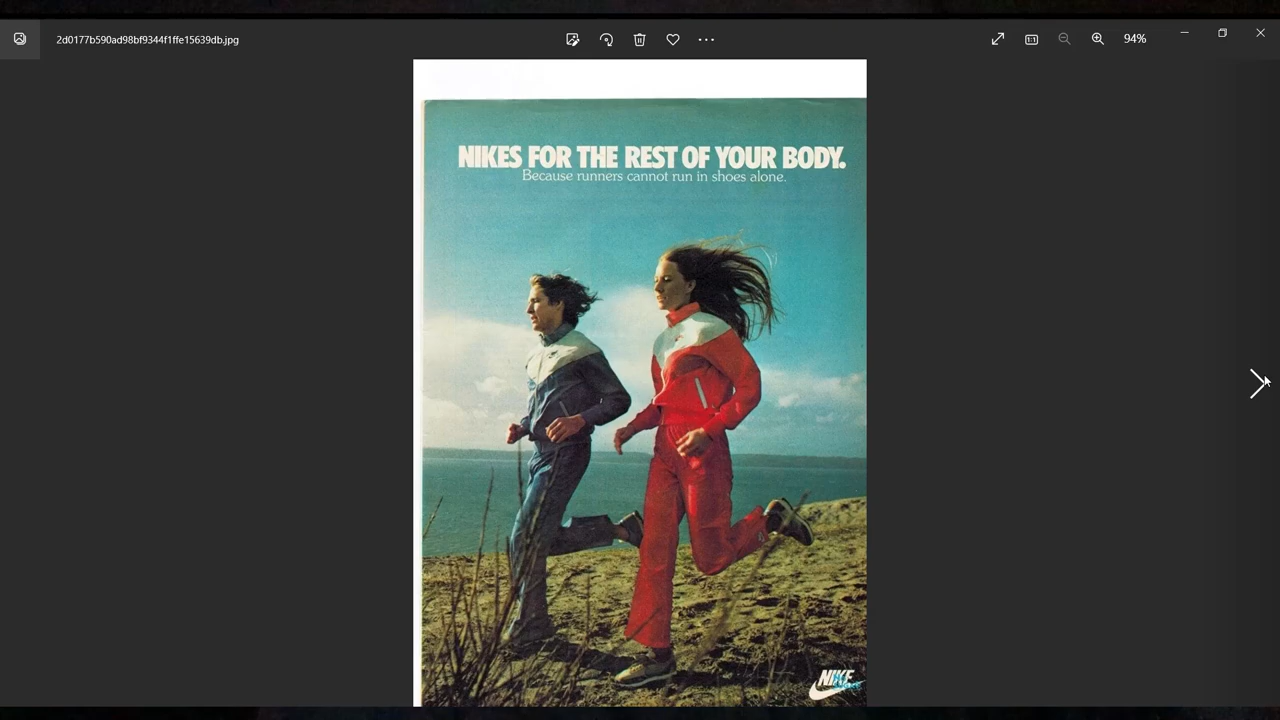 2d0177b590ad98bf9344f1ffe15639db.jpg
94%
NIKES FOR THE REST OF YOUR BODY.
Because runners cannot run in shoes alone.
NIKE